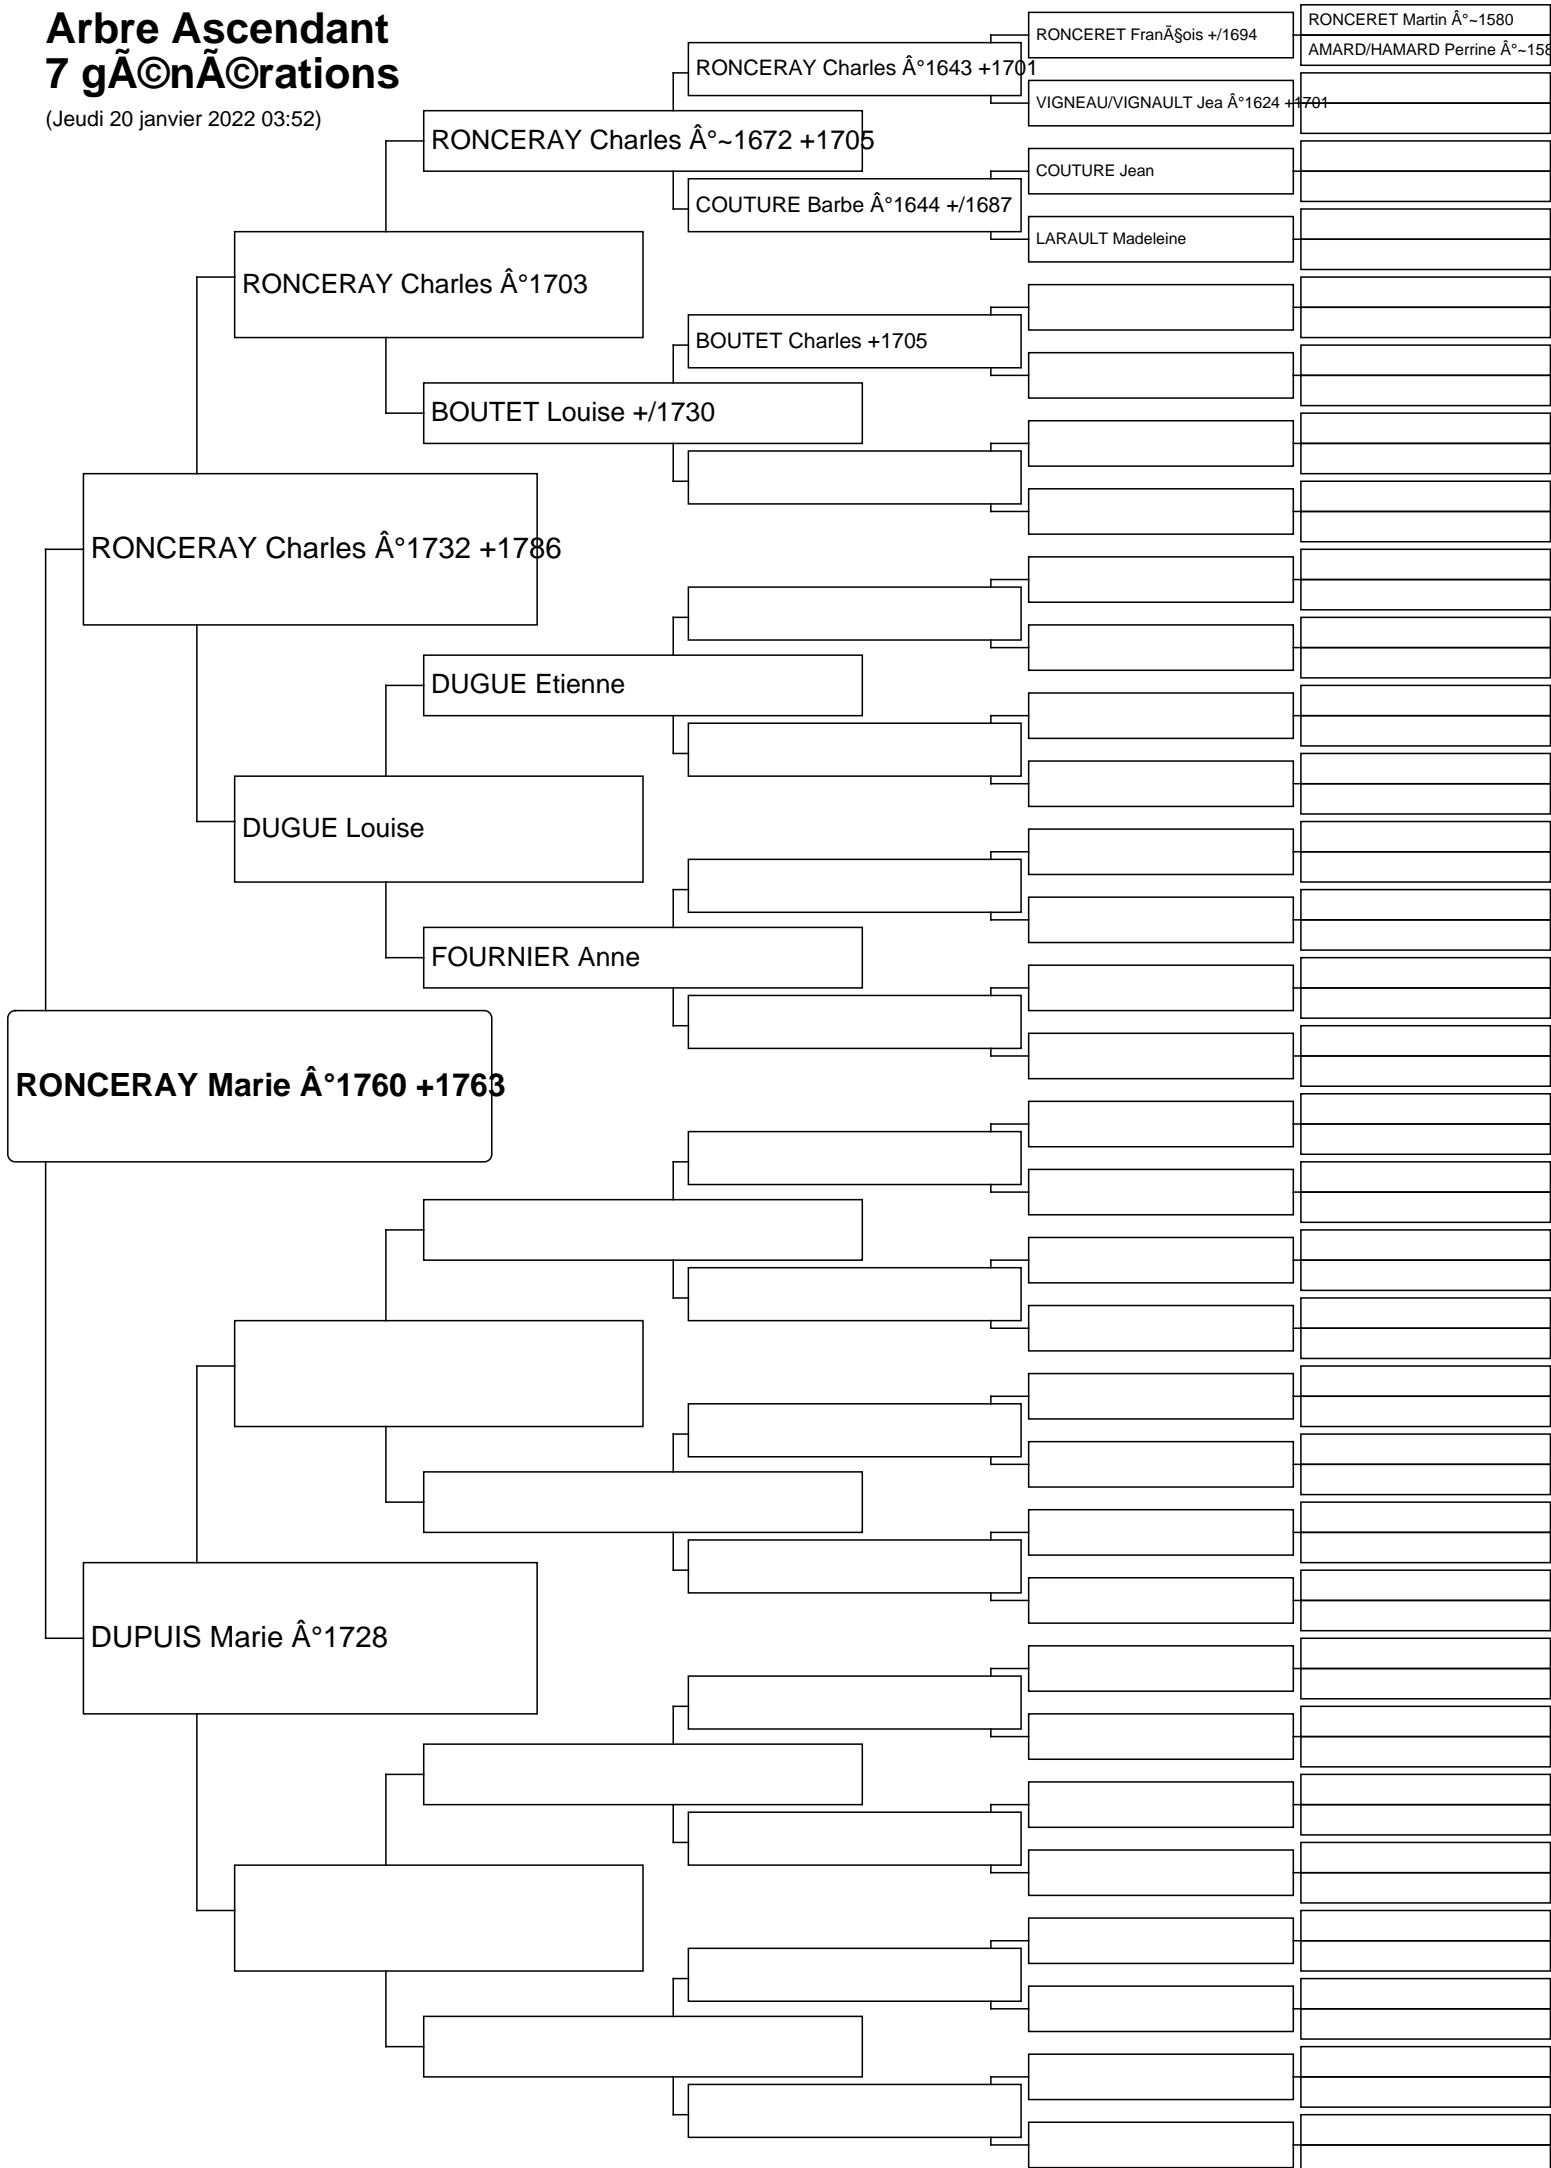 Arbre Ascendant
7 gÃ©nÃ©rations
(Jeudi 20 janvier 2022 03:52)
RONCERET Martin Â°~1580
AMARD/HAMARD Perrine Â°~158
RONCERET FranÃ§ois +/1694
RONCERAY Charles Â°1643 +1701
VIGNEAU/VIGNAULT Jea Â°1624 +1701
RONCERAY Charles Â°~1672 +1705
COUTURE Jean
COUTURE Barbe Â°1644 +/1687
LARAULT Madeleine
RONCERAY Charles Â°1703
BOUTET Charles +1705
BOUTET Louise +/1730
RONCERAY Charles Â°1732 +1786
DUGUE Etienne
DUGUE Louise
FOURNIER Anne
RONCERAY Marie Â°1760 +1763
DUPUIS Marie Â°1728